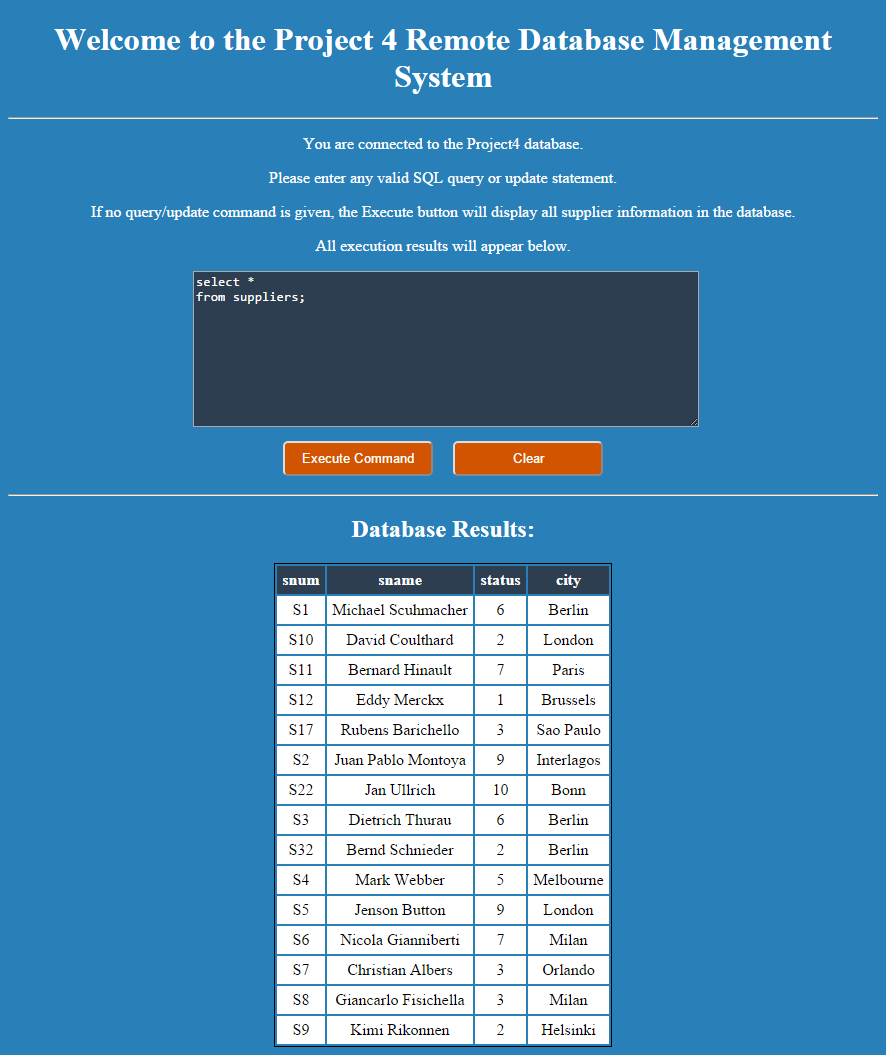 Welcome to the Project 4 Remote Database Management
System
You are connected to the Project4 database.
Please enter any valid SQL query or update statement.
If no query/update command is given, the Execute button will display all supplier information in the database.
All execution results will appear below.
select *
from suppliers;
Execute Command Clear
Database Results:
snum sname status city
S1 Michael Scuhmacher 6 Berlin
S10 David Coulthard 2 London
S11 Bernard Hinault 7 Paris
S12 Eddy Merckx 1 Brussels
S17 Rubens Barichello 3 Sao Paulo
S2 Juan Pablo Montoya 9 Interlagos
S22 Jan Ullrich 10 Bonn
S3 Dietrich Thurau 6 Berlin
S32 Bernd Schnieder 2 Berlin
S4 Mark Webber 5 Melbourne
S5 Jenson Button 9 London
S6 Nicola Gianniberti 7 Milan
S7 Christian Albers 3 Orlando
S8 Giancarlo Fisichella 3 Milan
S9 Kimi Rikonnen 2 Helsinki